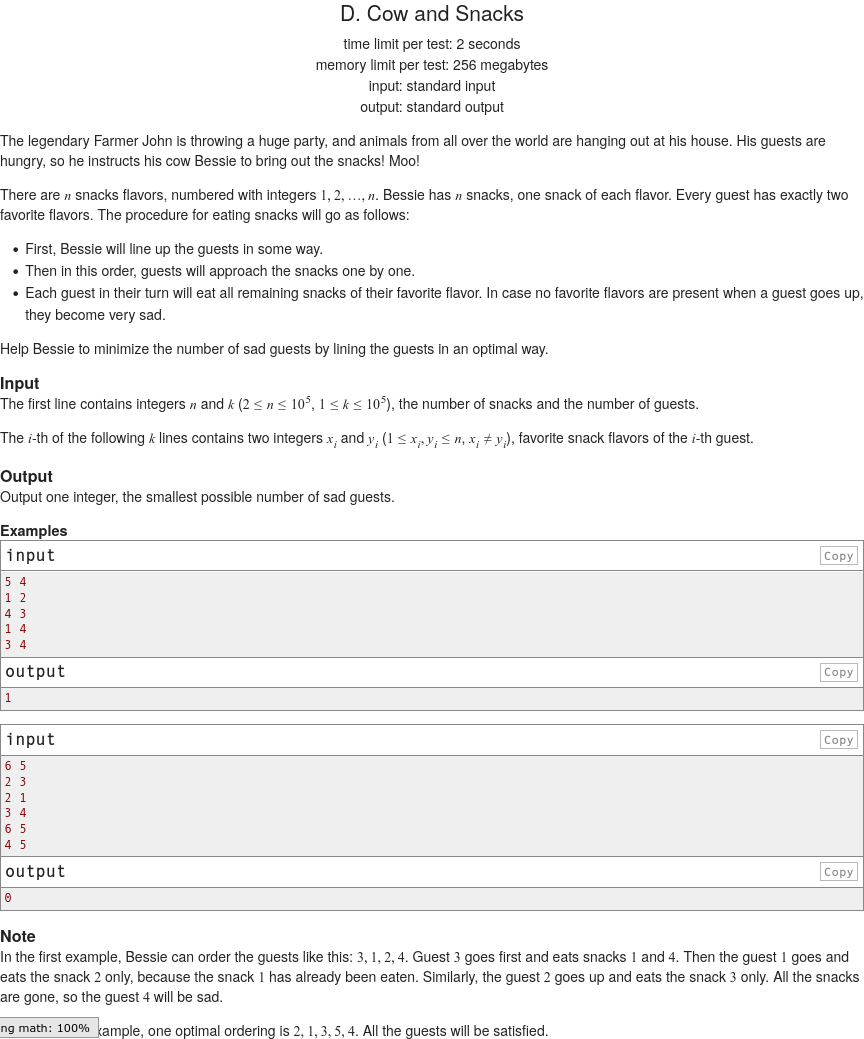 D. Cow and Snacks
time limit per test: 2 seconds
memory limit per test: 256 megabytes
input: standard input
output: standard output
The legendary Farmer John is throwing a huge party, and animals from all over the world are hanging out at his house. His guests are
hungry, so he instructs his cow Bessie to bring out the snacks! Moo!
There are n snacks flavors, numbered with integers 1, 2, …, n. Bessie has n snacks, one snack of each flavor. Every guest has exactly two
favorite flavors. The procedure for eating snacks will go as follows:
• First, Bessie will line up the guests in some way.
• Then in this order, guests will approach the snacks one by one.
• Each guest in their turn will eat all remaining snacks of their favorite flavor. In case no favorite flavors are present when a guest goes up,
they become very sad.
Help Bessie to minimize the number of sad guests by lining the guests in an optimal way.
Input
The first line contains integers n and k (2 ≤ n ≤ 10^5, 1 ≤ k ≤ 10^5), the number of snacks and the number of guests.
The i-th of the following k lines contains two integers x_i and y_i (1 ≤ x_i, y_i ≤ n, x_i ≠ y_i), favorite snack flavors of the i-th guest.
Output
Output one integer, the smallest possible number of sad guests.
Examples
input Copy
5 4
1 2
4 3
1 4
3 4
output Copy
1
input Copy
6 5
2 3
2 1
3 4
6 5
4 5
output Copy
0
Note
In the first example, Bessie can order the guests like this: 3, 1, 2, 4. Guest 3 goes first and eats snacks 1 and 4. Then the guest 1 goes and
eats the snack 2 only, because the snack 1 has already been eaten. Similarly, the guest 2 goes up and eats the snack 3 only. All the snacks
are gone, so the guest 4 will be sad.
ng math: 100% xample, one optimal ordering is 2, 1, 3, 5, 4. All the guests will be satisfied.